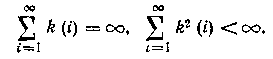 ∑_{i=1}^{∞} k (i) = ∞, ∑_{i=1}^{∞} k² (i) < ∞.